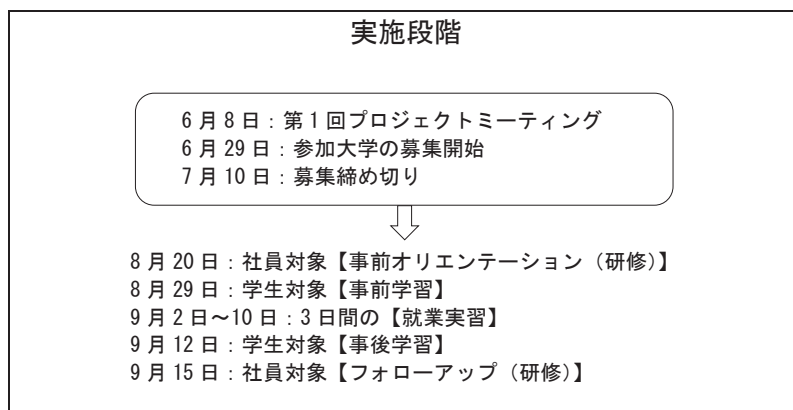 実施段階
6月8日：第1回プロジェクトミーティング
6月29日：参加大学の募集開始
7月10日：募集締め切り
8月20日：社員対象【事前オリエンテーション（研修）】
8月29日：学生対象【事前学習】
9月2日～10日：3日間の【就業実習】
9月12日：学生対象【事後学習】
9月15日：社員対象【フォローアップ（研修）】